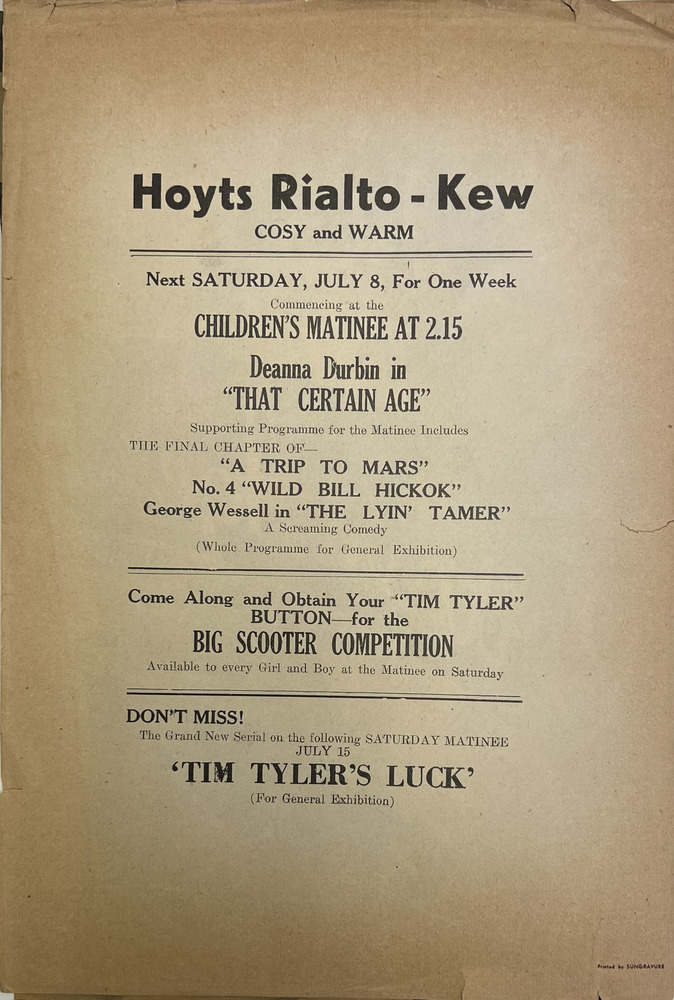 Hoyts Rialto - Kew
COSY and WARM
Next SATURDAY, JULY 8, For One Week
Commencing at the
CHILDREN'S MATINEE AT 2.15
Deanna Durbin in
"THAT CERTAIN AGE"
Supporting Programme for the Matinee Includes
THE FINAL CHAPTER OF—
"A TRIP TO MARS"
No. 4 "WILD BILL HICKOK"
George Wessell in "THE LYIN' TAMER"
A Screaming Comedy
(Whole Programme for General Exhibition)
Come Along and Obtain Your "TIM TYLER"
BUTTON—for the
BIG SCOOTER COMPETITION
Available to every Girl and Boy at the Matinee on Saturday
DON'T MISS!
The Grand New Serial on the following SATURDAY MATINEE
JULY 15
'TIM TYLER'S LUCK'
(For General Exhibition)
Printed by SUNGRAVURE